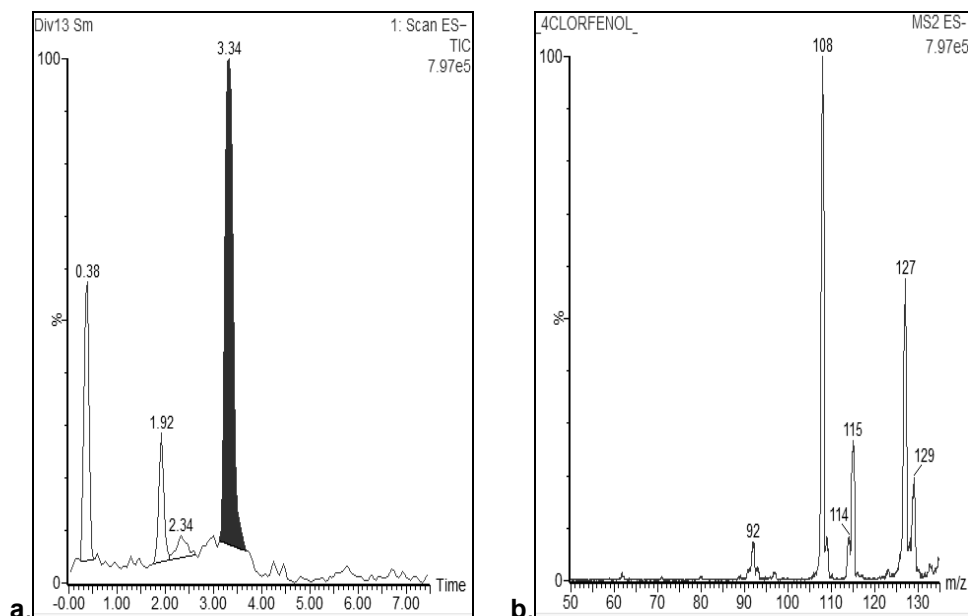 Div13 Sm
1: Scan ES-
TIC
7.97e5
100
3.34
0.38
%
1.92
2.34
0
-0.00 1.00 2.00 3.00 4.00 5.00 6.00 7.00
Time
a.
_4CLORFENOL_
MS2 ES-
7.97e5
100
108
127
%
115
129
114
92
0
50 60 70 80 90 100 110 120 130
m/z
b.